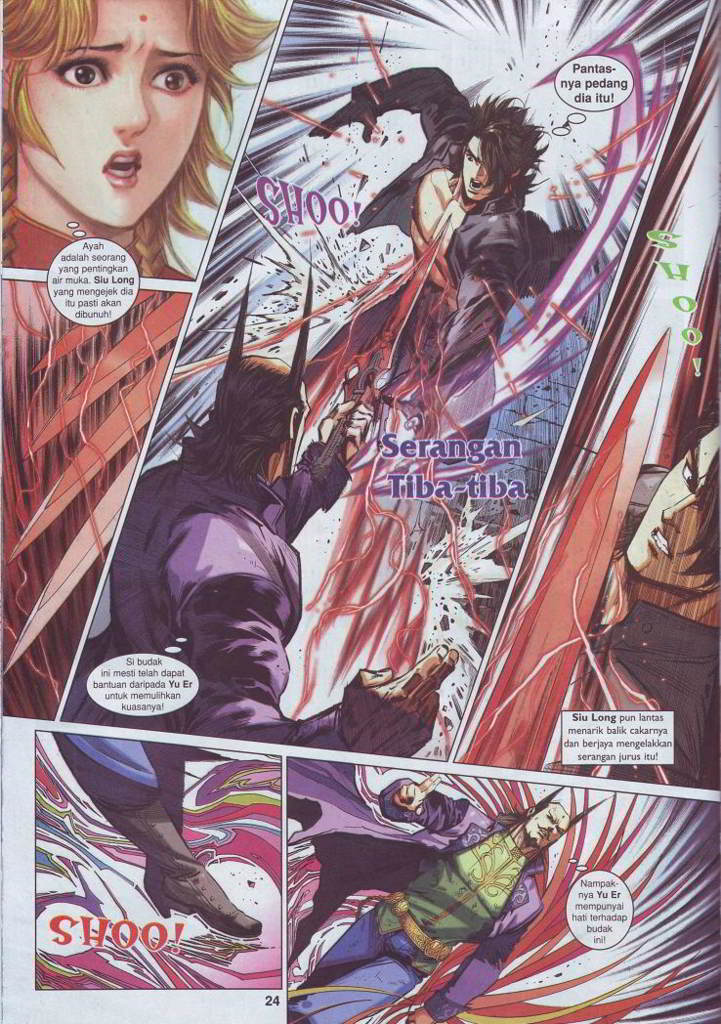 Ayah
adalah seorang
yang pentingkan
air muka. Siu Long
yang mengejek dia
itu pasti akan
dibunuh!
Pantas-
nya pedang
dia itu!
SHOO!
Serangan
Tiba-tiba
Si budak
ini mesti telah dapat
bantuan daripada Yu Er
untuk memulihkan
kuasanya!
SHOO!
Siu Long pun lantas
menarik balik cakarnya
dan berjaya mengelakkan
serangan jurus itu!
SHOO!
Nampak-
nya Yu Er
mempunyai
hati terhadap
budak
ini!
24